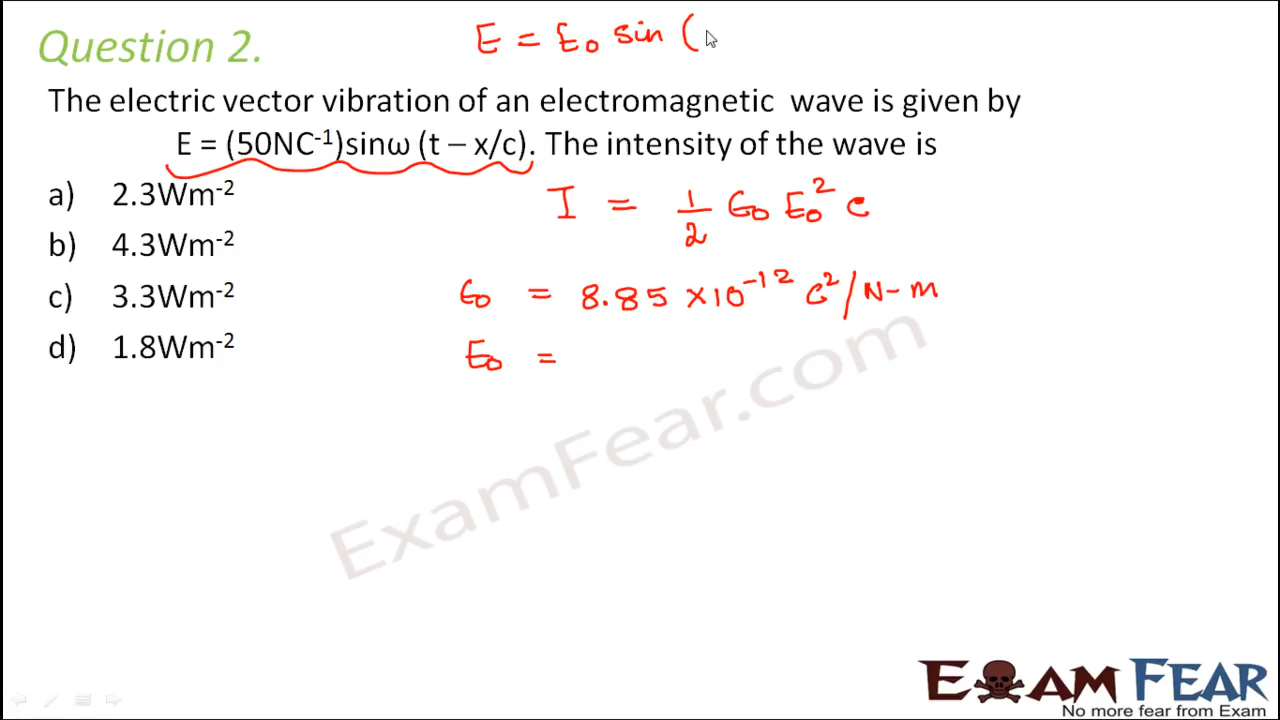 E = E₀ sin (
Question 2.
The electric vector vibration of an electromagnetic wave is given by
E = (50NC⁻¹)sinω (t – x/c). The intensity of the wave is
a) 2.3Wm⁻²
I = 1/2 ε₀ E₀² c
b) 4.3Wm⁻²
c) 3.3Wm⁻²
ε₀ = 8.85 ×10⁻¹² C²/N-m
d) 1.8Wm⁻²
E₀ =
ExamFear.com
EXAM FEAR
No more fear from Exam